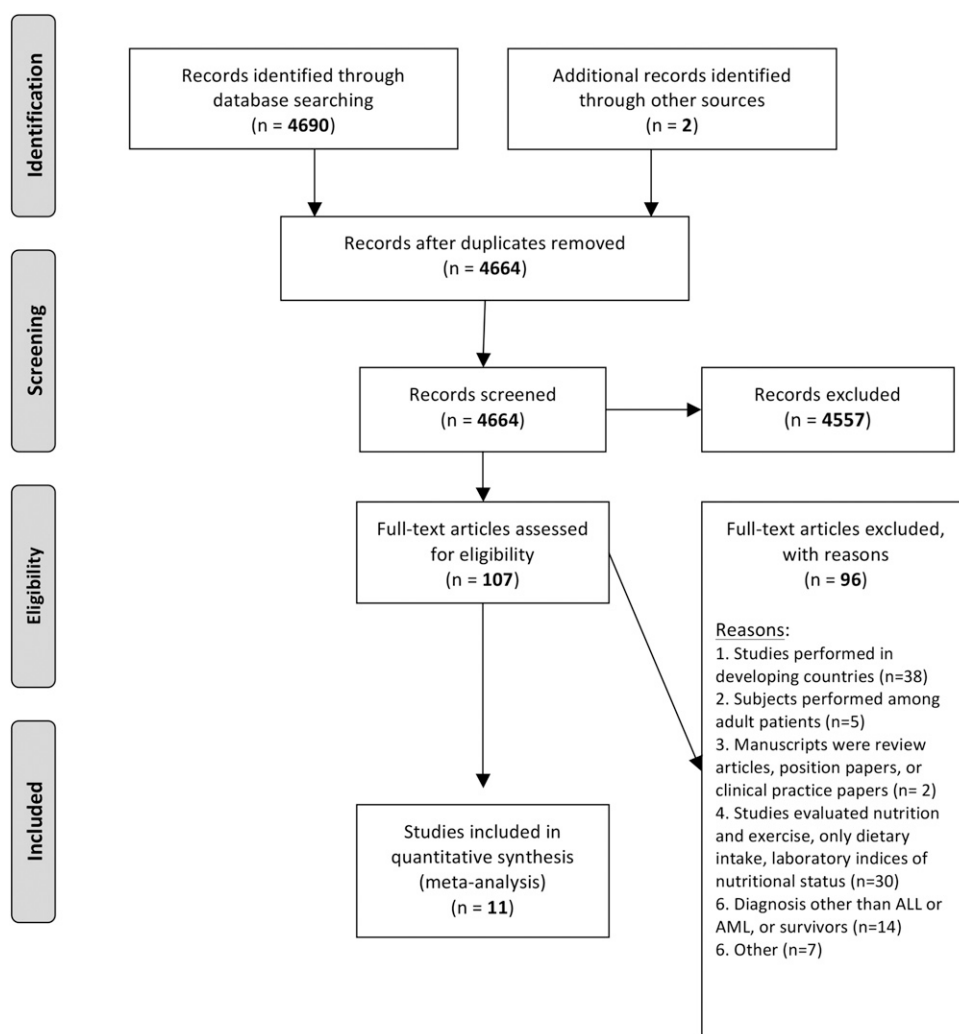 Identification
Records identified through
database searching
(n = 4690)
Additional records identified
through other sources
(n = 2)
Records after duplicates removed
(n = 4664)
Screening
Records screened
(n = 4664)
Records excluded
(n = 4557)
Eligibility
Full-text articles assessed
for eligibility
(n = 107)
Full-text articles excluded,
with reasons
(n = 96)
Reasons:
1. Studies performed in
developing countries (n=38)
2. Subjects performed among
adult patients (n=5)
3. Manuscripts were review
articles, position papers, or
clinical practice papers (n= 2)
4. Studies evaluated nutrition
and exercise, only dietary
intake, laboratory indices of
nutritional status (n=30)
6. Diagnosis other than ALL or
AML, or survivors (n=14)
6. Other (n=7)
Included
Studies included in
quantitative synthesis
(meta-analysis)
(n = 11)